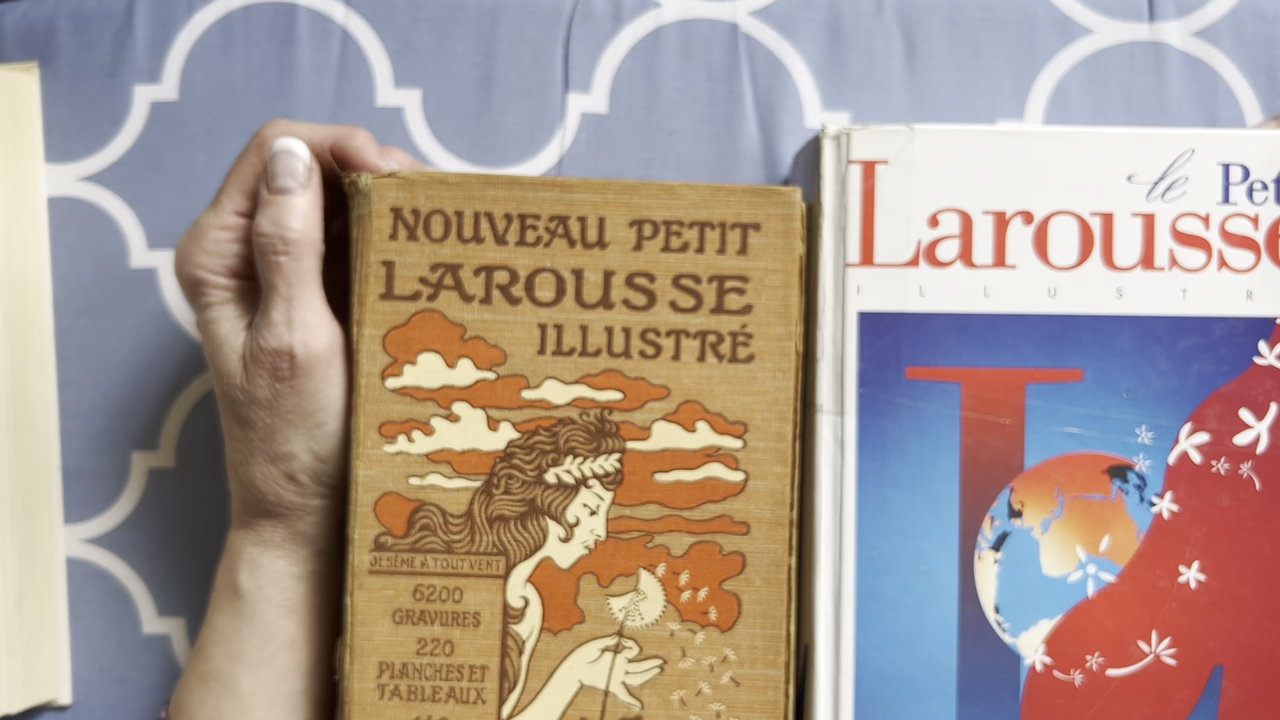 NOUVEAU PETIT
LAROUSSE
ILLUSTRÉ
JE SÈME À TOUT VENT
6200
GRAVURES
220
PLANCHES ET
TABLEAUX
le Pet
Larousse
I L L U S T R